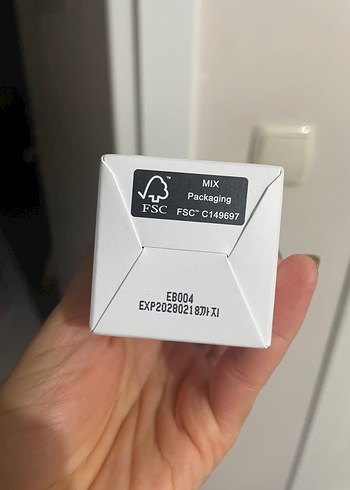 MIX
Packaging
FSC™ C149697
FSC
EB004
EXP20280218까지